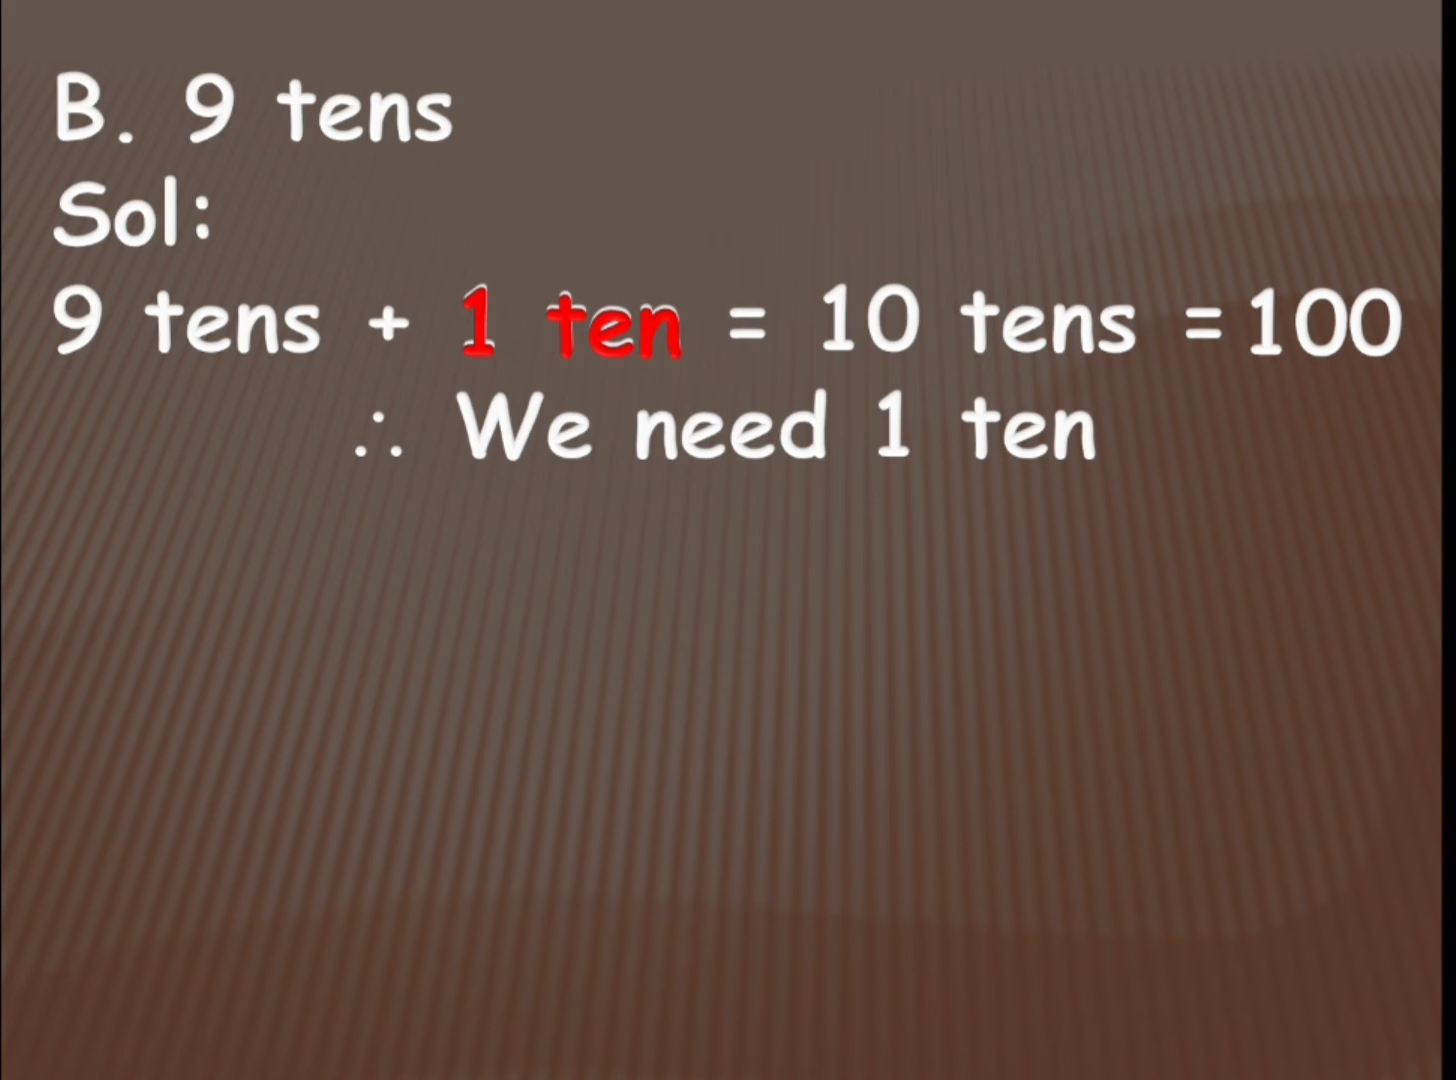 B. 9 tens
Sol:
9 tens + 1 ten = 10 tens =100
∴ We need 1 ten